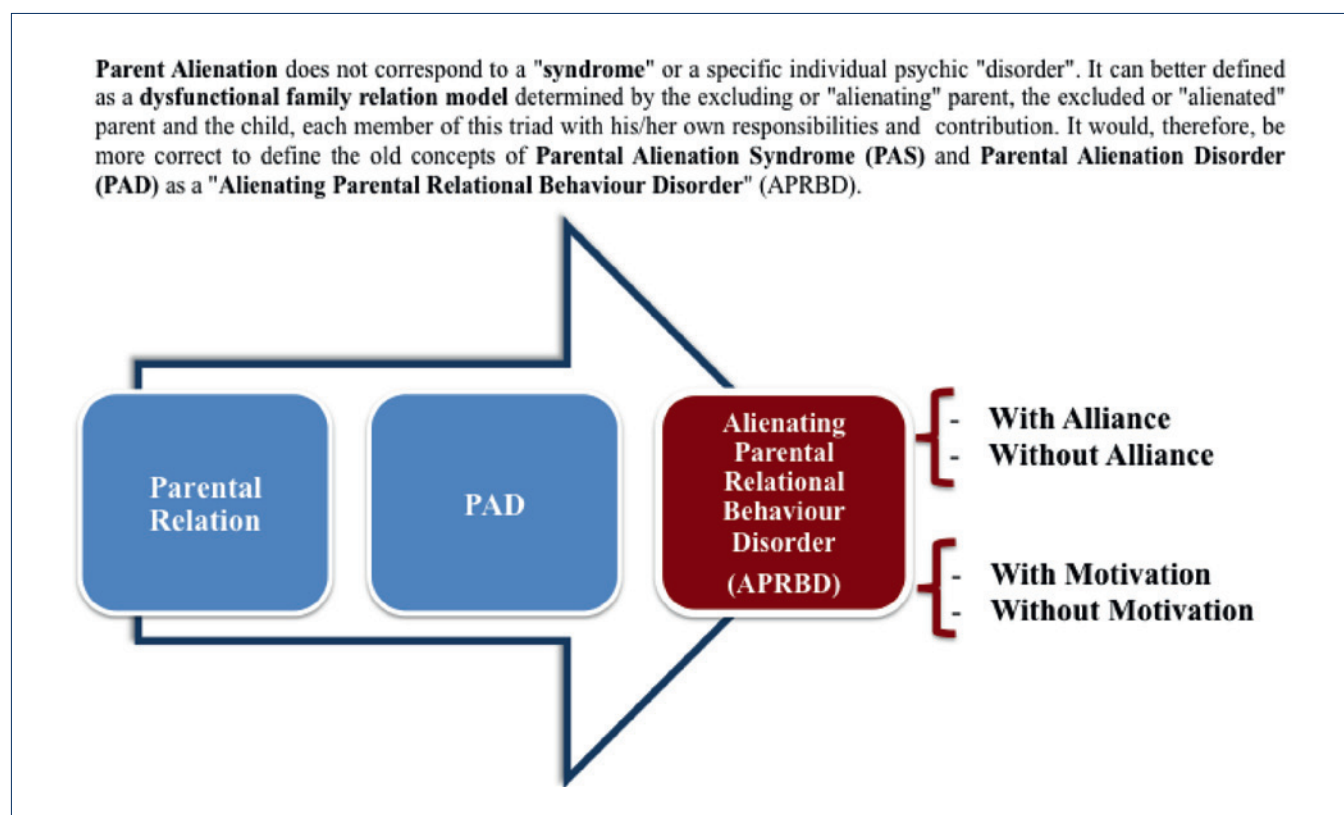 Parent Alienation does not correspond to a "syndrome" or a specific individual psychic "disorder". It can better defined
as a dysfunctional family relation model determined by the excluding or "alienating" parent, the excluded or "alienated"
parent and the child, each member of this triad with his/her own responsibilities and contribution. It would, therefore, be
more correct to define the old concepts of Parental Alienation Syndrome (PAS) and Parental Alienation Disorder
(PAD) as a "Alienating Parental Relational Behaviour Disorder" (APRBD).
Parental
Relation
PAD
Alienating
Parental
Relational
Behaviour
Disorder
(APRBD)
- With Alliance
- Without Alliance
- With Motivation
- Without Motivation